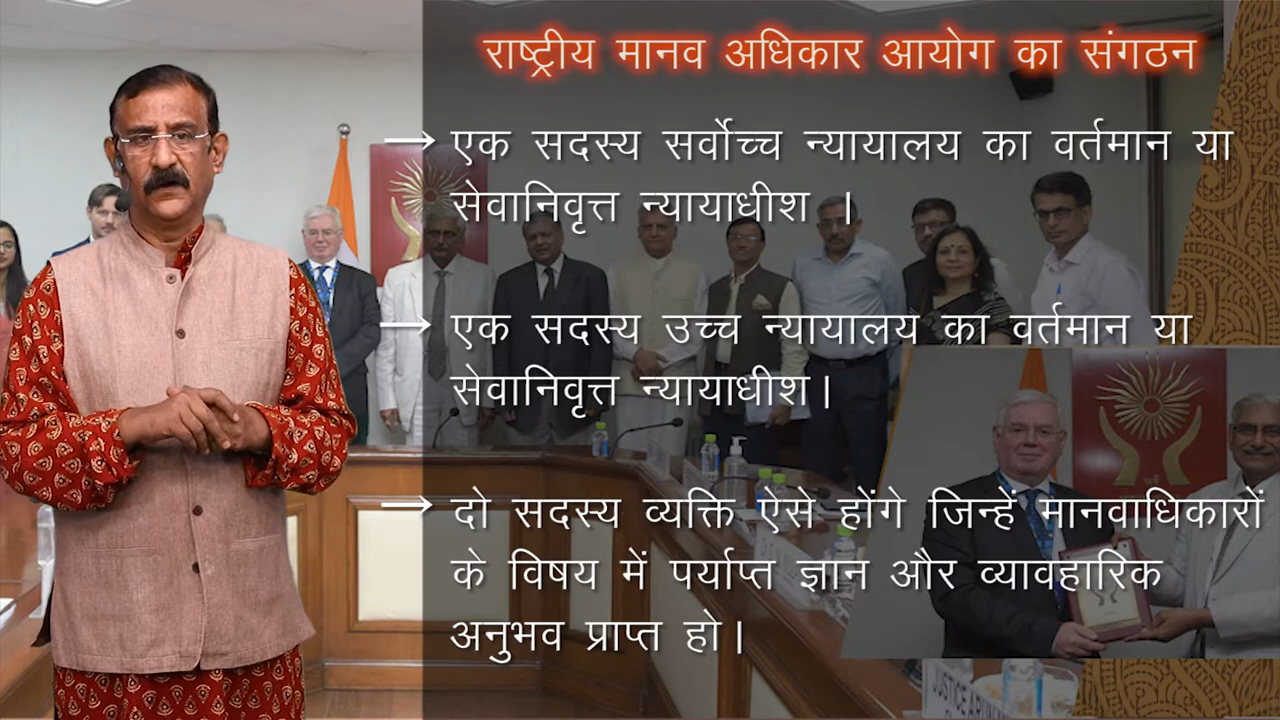 राष्ट्रीय मानव अधिकार आयोग का संगठन
→ एक सदस्य सर्वोच्च न्यायालय का वर्तमान या
सेवानिवृत्त न्यायाधीश ।
→ एक सदस्य उच्च न्यायालय का वर्तमान या
सेवानिवृत्त न्यायाधीश।
→ दो सदस्य व्यक्ति ऐसे होंगे जिन्हें मानवाधिकारों
के विषय में पर्याप्त ज्ञान और व्यावहारिक
अनुभव प्राप्त हो।
JUSTICE